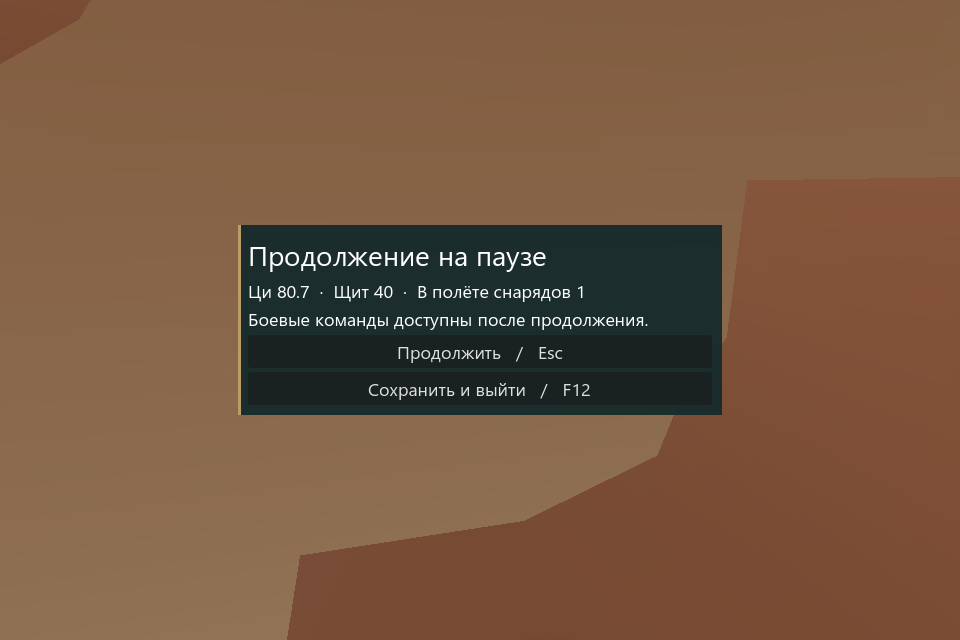 Продолжение на паузе
Ци 80.7 · Щит 40 · В полёте снарядов 1
Боевые команды доступны после продолжения.
Продолжить / Esc
Сохранить и выйти / F12